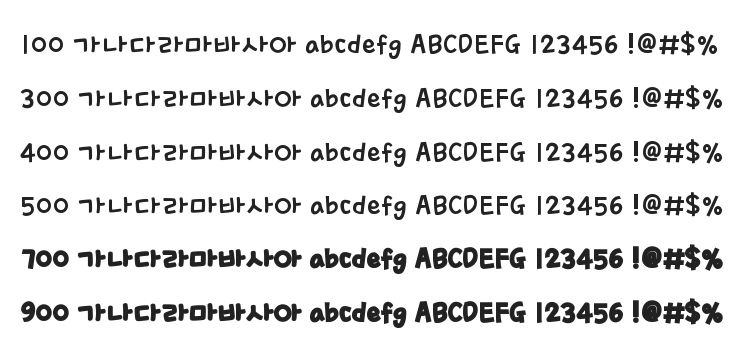 100 가나다라마바사아 abcdefg ABCDEFG 123456 !@#$%
300 가나다라마바사아 abcdefg ABCDEFG 123456 !@#$%
400 가나다라마바사아 abcdefg ABCDEFG 123456 !@#$%
500 가나다라마바사아 abcdefg ABCDEFG 123456 !@#$%
700 가나다라마바사아 abcdefg ABCDEFG 123456 !@#$%
900 가나다라마바사아 abcdefg ABCDEFG 123456 !@#$%